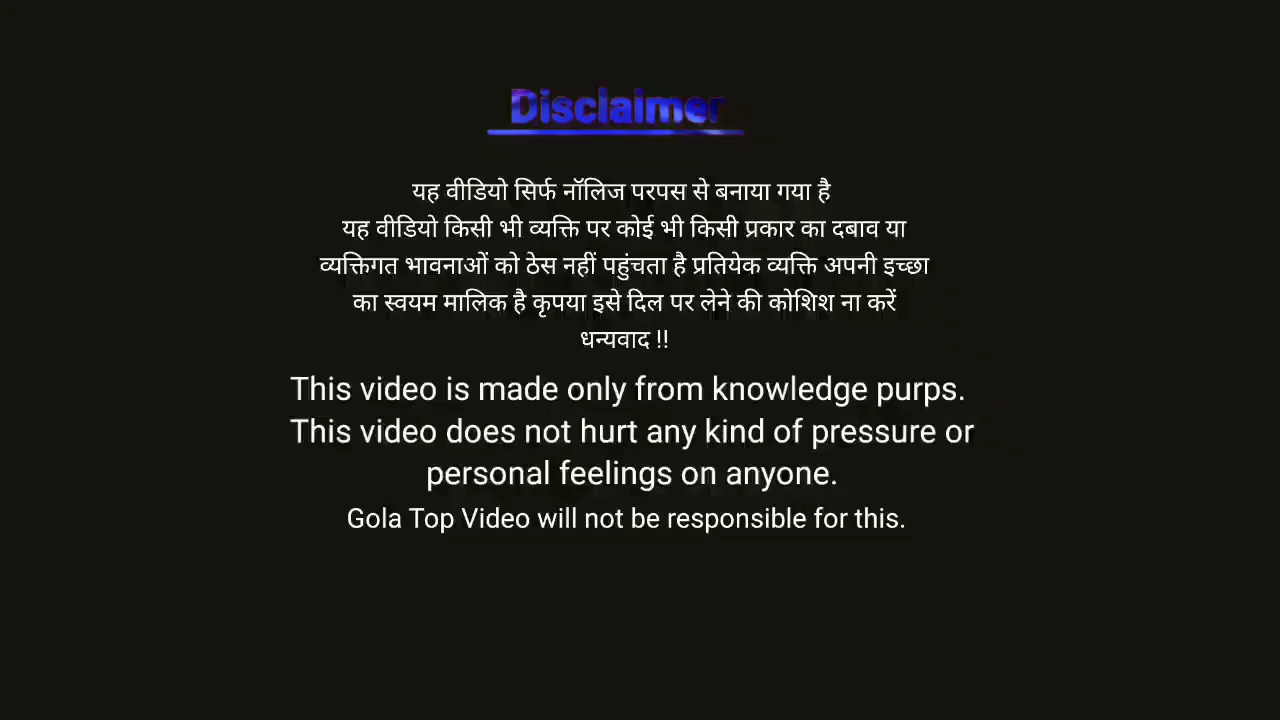 Disclaimer
यह वीडियो सिर्फ नॉलिज परपस से बनाया गया है
यह वीडियो किसी भी व्यक्ति पर कोई भी किसी प्रकार का दबाव या
व्यक्तिगत भावनाओं को ठेस नहीं पहुंचता है प्रतियेक व्यक्ति अपनी इच्छा
का स्वयम मालिक है कृपया इसे दिल पर लेने की कोशिश ना करें
धन्यवाद !!
This video is made only from knowledge purps.
This video does not hurt any kind of pressure or
personal feelings on anyone.
Gola Top Video will not be responsible for this.